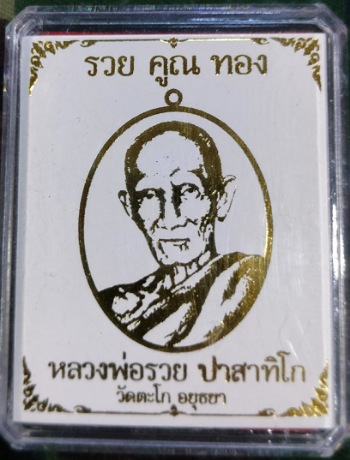 รวย คูณ ทอง
หลวงพ่อรวย ปาสาทิโก
วัดตะโก อยุธยา